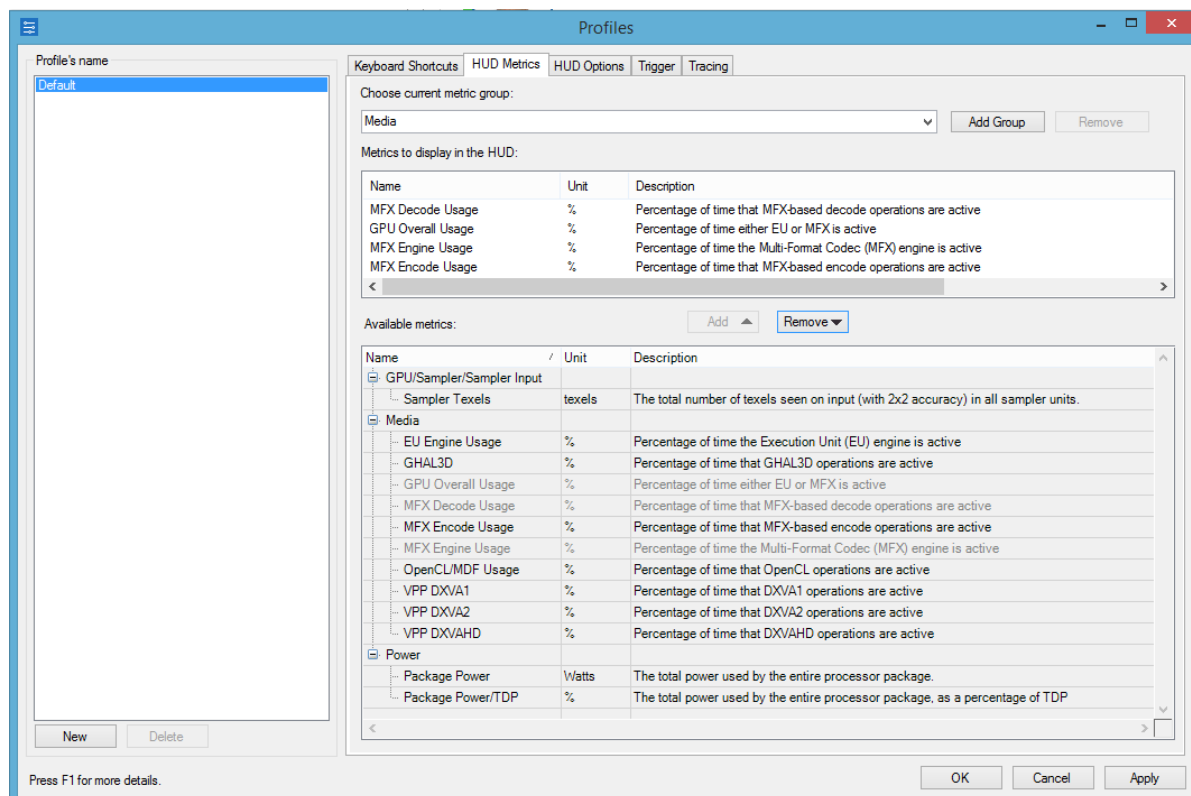 Profiles
Profile's name
Default
Keyboard Shortcuts HUD Metrics HUD Options Trigger Tracing
Choose current metric group:
Media Add Group Remove
Metrics to display in the HUD:
Name Unit Description
MFX Decode Usage % Percentage of time that MFX-based decode operations are active
GPU Overall Usage % Percentage of time either EU or MFX is active
MFX Engine Usage % Percentage of time the Multi-Format Codec (MFX) engine is active
MFX Encode Usage % Percentage of time that MFX-based encode operations are active
Available metrics: Add Remove
Name Unit Description
GPU/Sampler/Sampler Input
Sampler Texels texels The total number of texels seen on input (with 2x2 accuracy) in all sampler units.
Media
EU Engine Usage % Percentage of time the Execution Unit (EU) engine is active
GHAL3D % Percentage of time that GHAL3D operations are active
GPU Overall Usage % Percentage of time either EU or MFX is active
MFX Decode Usage % Percentage of time that MFX-based decode operations are active
MFX Encode Usage % Percentage of time that MFX-based encode operations are active
MFX Engine Usage % Percentage of time the Multi-Format Codec (MFX) engine is active
OpenCL/MDF Usage % Percentage of time that OpenCL operations are active
VPP DXVA1 % Percentage of time that DXVA1 operations are active
VPP DXVA2 % Percentage of time that DXVA2 operations are active
VPP DXVAHD % Percentage of time that DXVAHD operations are active
Power
Package Power Watts The total power used by the entire processor package.
Package Power/TDP % The total power used by the entire processor package, as a percentage of TDP
New Delete
Press F1 for more details.
OK Cancel Apply